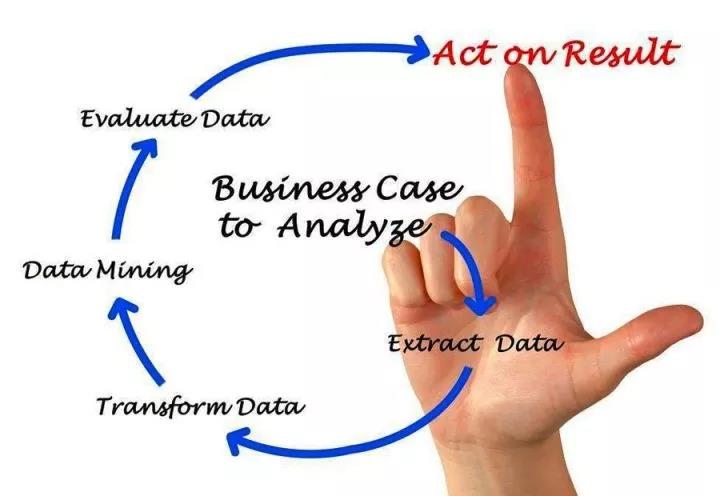 Act on Result
Evaluate Data
Business Case
to Analyze
Data Mining
Extract Data
Transform Data